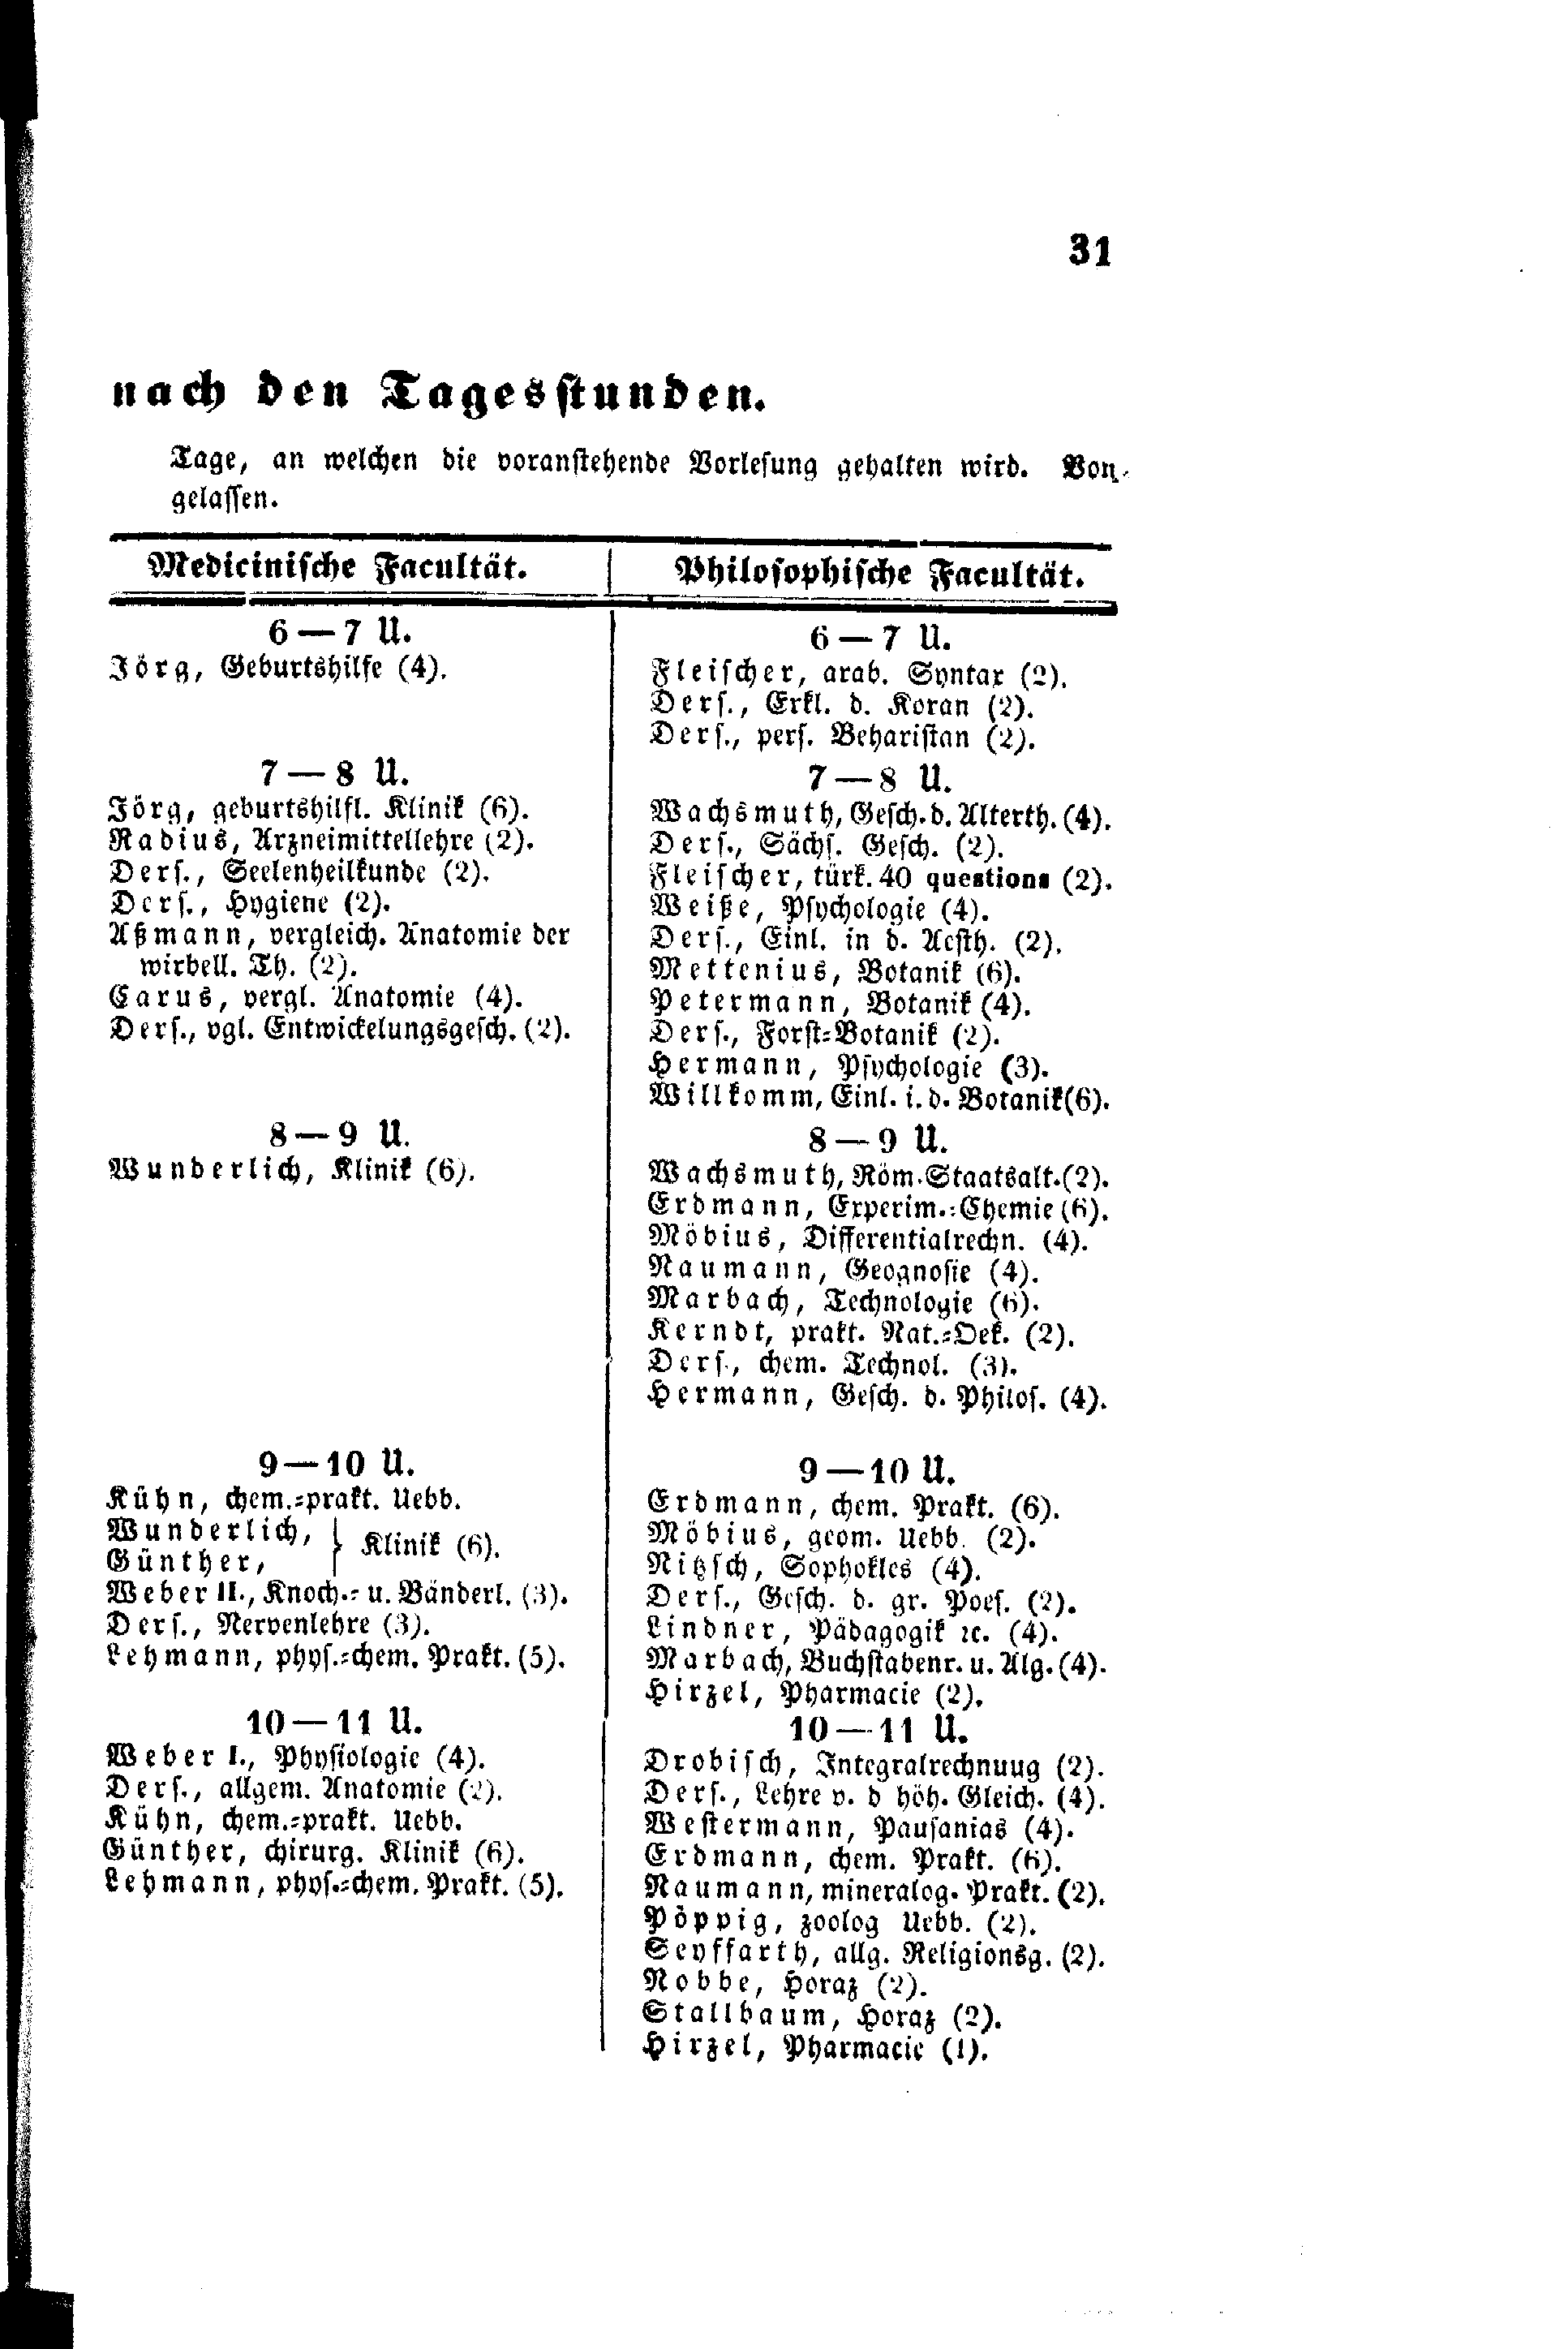 31
nach den Tagesstunden.
Tage, an welchen die voranstehende Vorlesung gehalten wird. Von
gelassen.
Medicinische Facultät.
6 — 7 U.
Jörg, Geburtshilfe (4).
7 — 8 U.
Jörg, geburtshilfl. Klinik (6).
Radius, Arzneimittellehre (2).
Ders., Seelenheilkunde (2).
Ders., Hygiene (2).
Aßmann, vergleich. Anatomie der
wirbell. Th. (2).
Carus, vergl. Anatomie (4).
Ders., vgl. Entwickelungsgesch. (2).
8 — 9 U.
Wunderlich, Klinik (6).
9 — 10 U.
Kühn, chem.=prakt. Uebb.
Wunderlich, } Klinik (6).
Günther,
Weber II., Knoch.= u. Bänderl. (3).
Ders., Nervenlehre (3).
Lehmann, phys.=chem. Prakt. (5).
10 — 11 U.
Weber I., Physiologie (4).
Ders., allgem. Anatomie (2).
Kühn, chem.=prakt. Uebb.
Günther, chirurg. Klinik (6).
Lehmann, phys.=chem. Prakt. (5).
Philosophische Facultät.
6 — 7 U.
Fleischer, arab. Syntax (2).
Ders., Erkl. d. Koran (2).
Ders., pers. Beharistan (2).
7 — 8 U.
Wachsmuth, Gesch. d. Alterth. (4).
Ders., Sächs. Gesch. (2).
Fleischer, türk. 40 questions (2).
Weiße, Psychologie (4).
Ders., Einl. in d. Aesth. (2).
Mettenius, Botanik (6).
Petermann, Botanik (4).
Ders., Forst=Botanik (2).
Hermann, Psychologie (3).
Willkomm, Einl. i. d. Botanik (6).
8 — 9 U.
Wachsmuth, Röm. Staatsalt. (2).
Erdmann, Experim.=Chemie (6).
Möbius, Differentialrechn. (4).
Naumann, Geognosie (4).
Marbach, Technologie (6).
Kerndt, prakt. Nat.=Oek. (2).
Ders., chem. Technol. (3).
Hermann, Gesch. d. Philos. (4).
9 — 10 U.
Erdmann, chem. Prakt. (6).
Möbius, geom. Uebb. (2).
Nitzsch, Sophokles (4).
Ders., Gesch. d. gr. Poes. (2).
Lindner, Pädagogik ꝛc. (4).
Marbach, Buchstabenr. u. Alg. (4).
Hirzel, Pharmacie (2).
10 — 11 U.
Drobisch, Integralrechnuug (2).
Ders., Lehre v. d höh. Gleich. (4).
Westermann, Pausanias (4).
Erdmann, chem. Prakt. (6).
Naumann, mineralog. Prakt. (2).
Pöppig, zoolog Uebb. (2).
Seyffarth, allg. Religionsg. (2).
Nobbe, Horaz (2).
Stallbaum, Horaz (2).
Hirzel, Pharmacie (1).